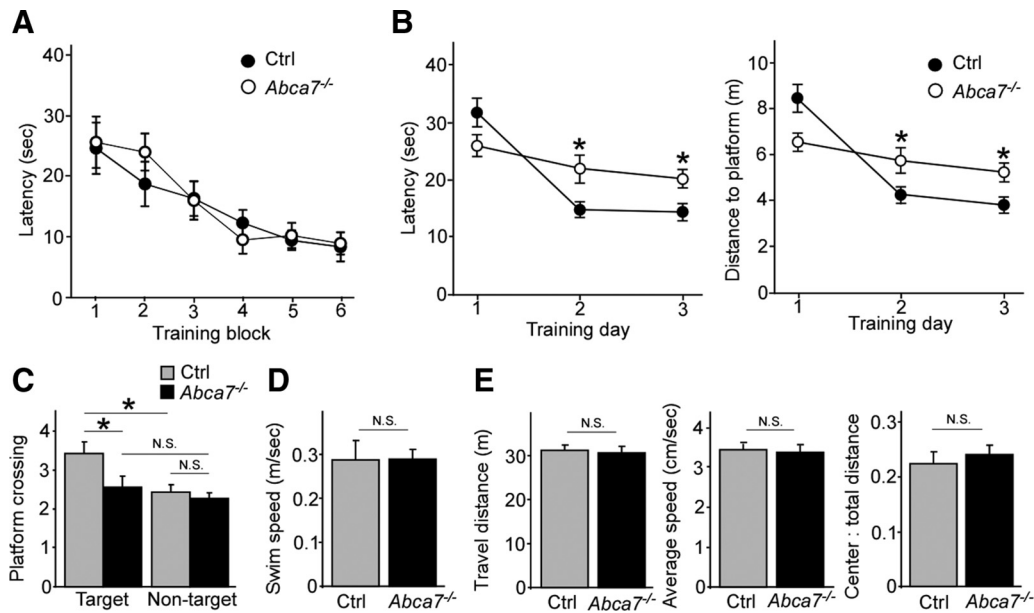 A
Ctrl
Abca7-/-
Latency (sec)
40
30
20
10
0
1 2 3 4 5 6
Training block
B
Latency (sec)
40
30
20
10
0
1 2 3
Training day
Distance to platform (m)
10
8
6
4
2
0
Ctrl
Abca7-/-
* *
* *
1 2 3
Training day
C
Ctrl
Abca7-/-
Platform crossing
4
3
2
1
0
*
*
N.S.
N.S.
Target Non-target
D
Swim speed (m/sec)
0.3
0.2
0.1
0
N.S.
Ctrl Abca7-/-
E
Travel distance (m)
30
20
10
0
N.S.
Ctrl Abca7-/-
Average speed (cm/sec)
4
3
2
1
0
N.S.
Ctrl Abca7-/-
Center : total distance
0.3
0.2
0.1
0
N.S.
Ctrl Abca7-/-